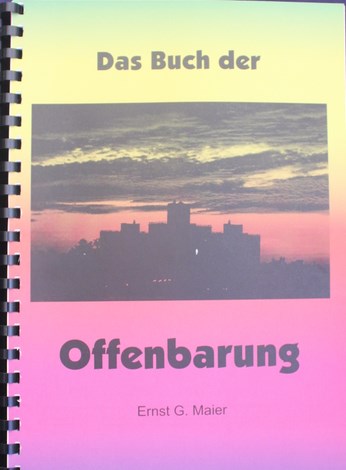 Das Buch der
Offenbarung
Ernst G. Maier